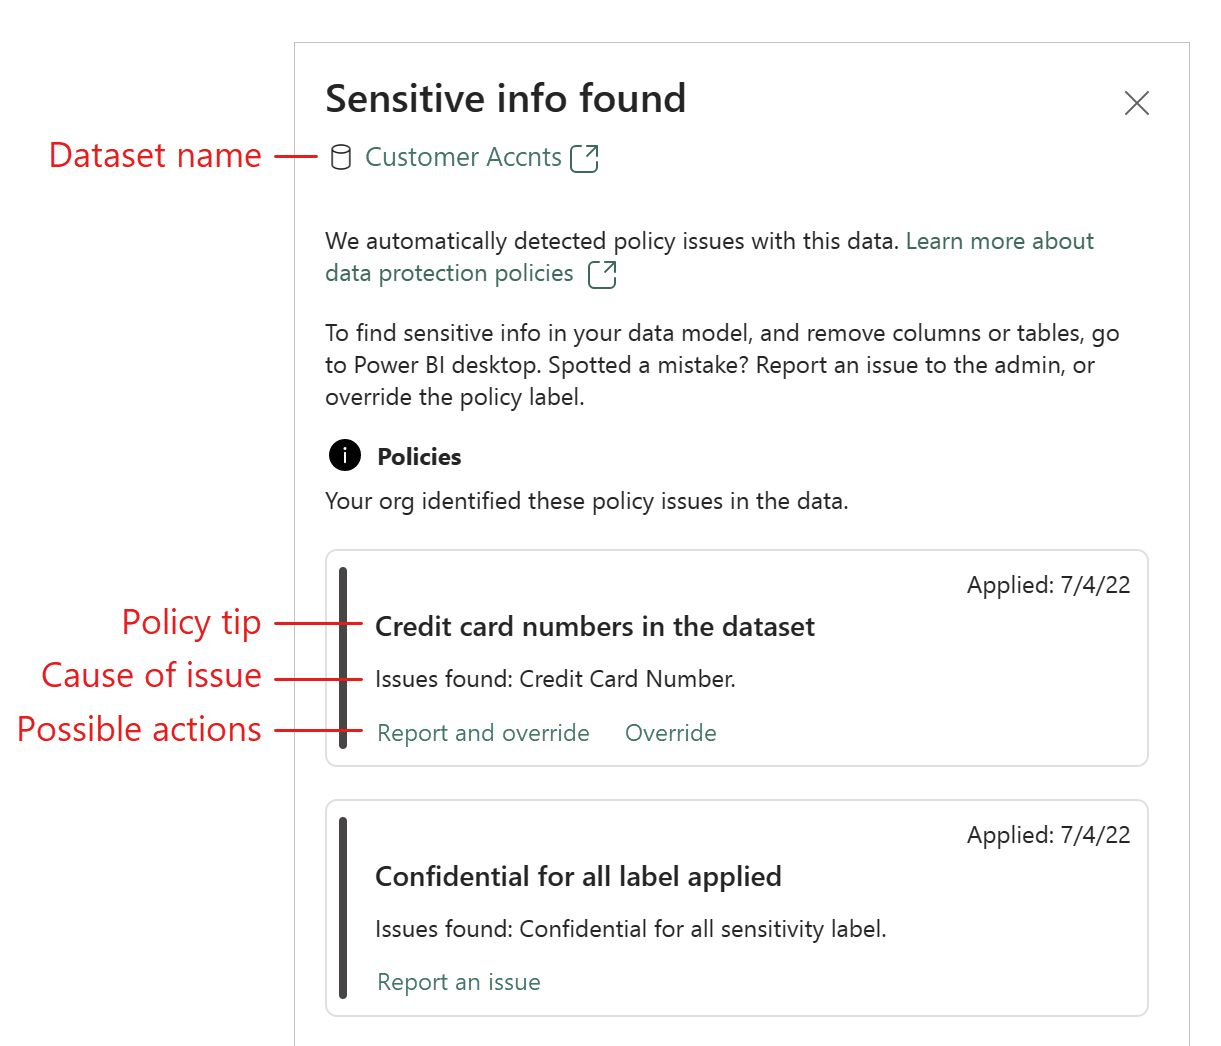 Sensitive info found
Dataset name
Customer Accnts
We automatically detected policy issues with this data. Learn more about
data protection policies
To find sensitive info in your data model, and remove columns or tables, go
to Power BI desktop. Spotted a mistake? Report an issue to the admin, or
override the policy label.
Policies
Your org identified these policy issues in the data.
Applied: 7/4/22
Policy tip
Credit card numbers in the dataset
Cause of issue
Issues found: Credit Card Number.
Possible actions
Report and override Override
Applied: 7/4/22
Confidential for all label applied
Issues found: Confidential for all sensitivity label.
Report an issue